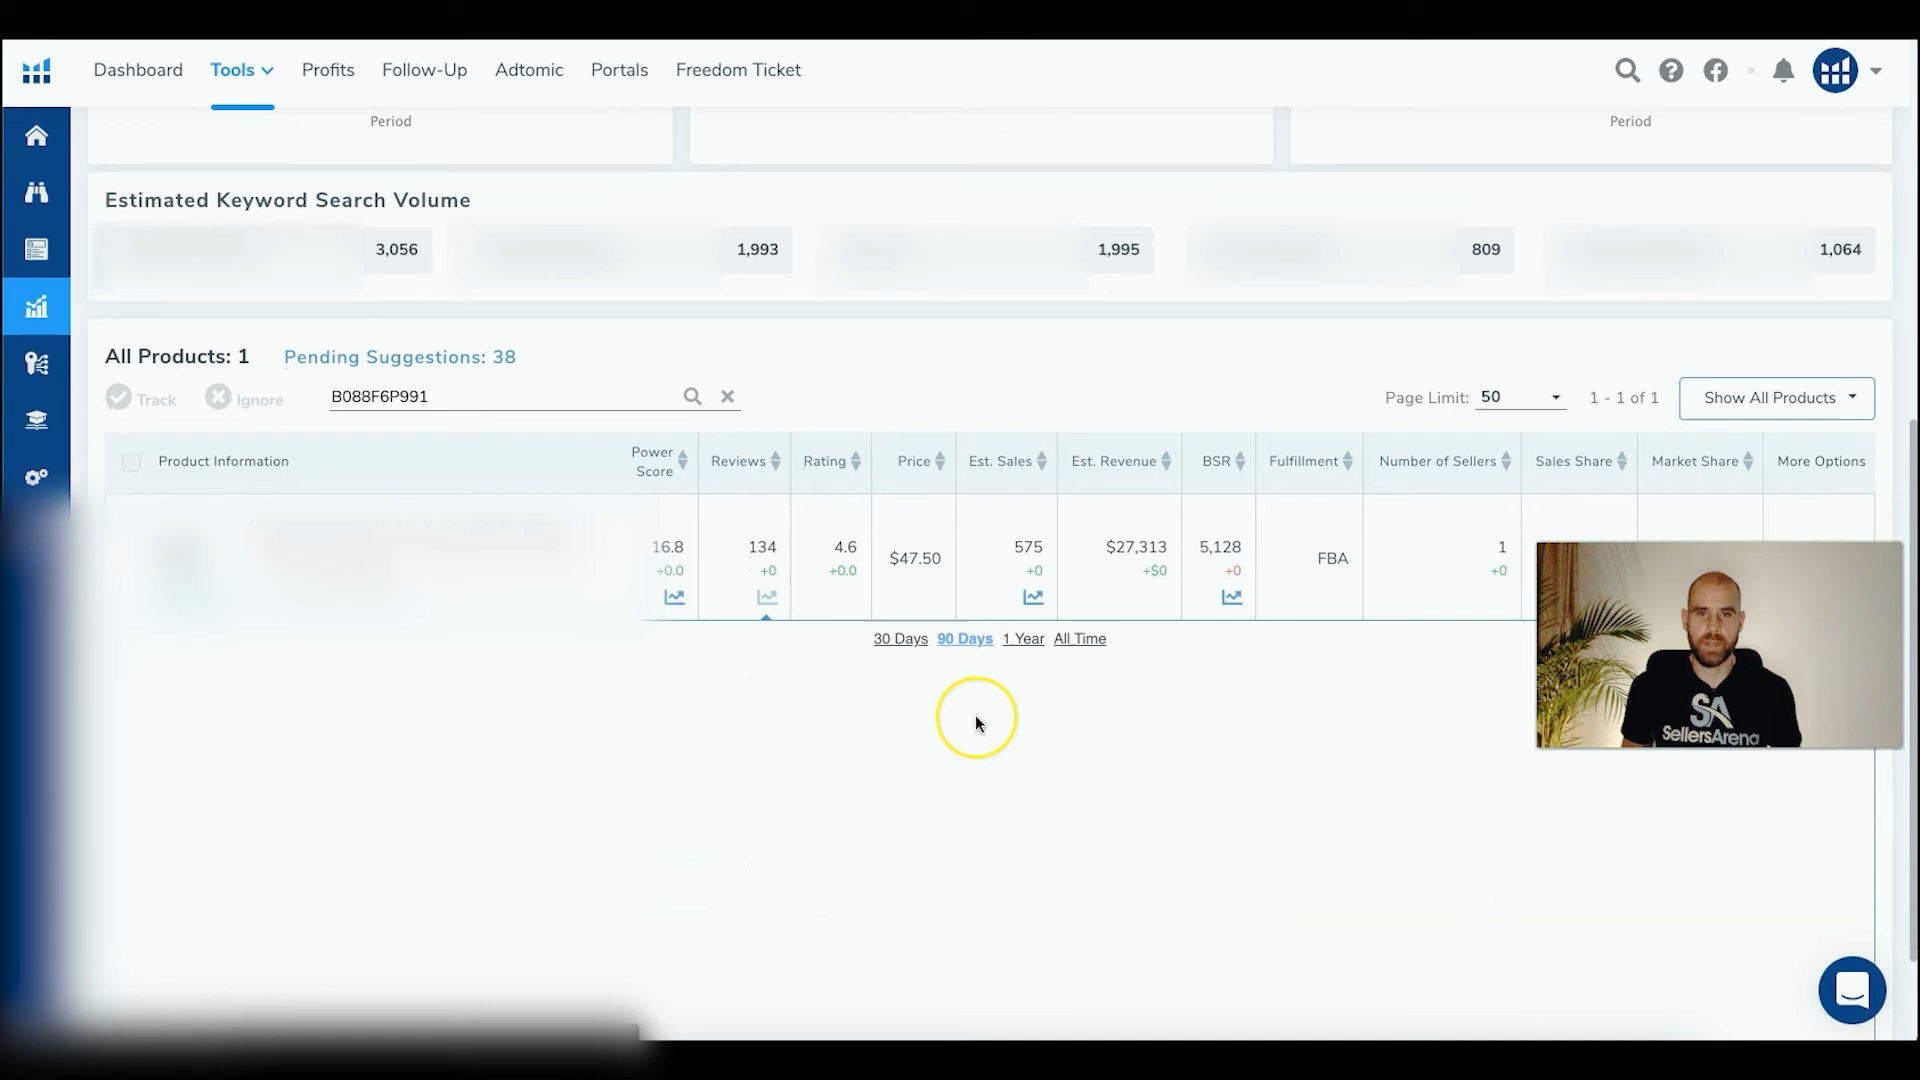 Dashboard Tools Profits Follow-Up Adtomic Portals Freedom Ticket
Period Period
Estimated Keyword Search Volume
3,056 1,993 1,995 809 1,064
All Products: 1 Pending Suggestions: 38
Track Ignore B088F6P991 Page Limit: 50 1 - 1 of 1 Show All Products
Product Information Power Score Reviews Rating Price Est. Sales Est. Revenue BSR Fulfillment Number of Sellers Sales Share Market Share More Options
16.8 134 4.6 $47.50 575 $27,313 5,128 FBA 1
+0.0 +0 +0.0 +0 +$0 +0 +0
30 Days 90 Days 1 Year All Time
SA
SellersArena